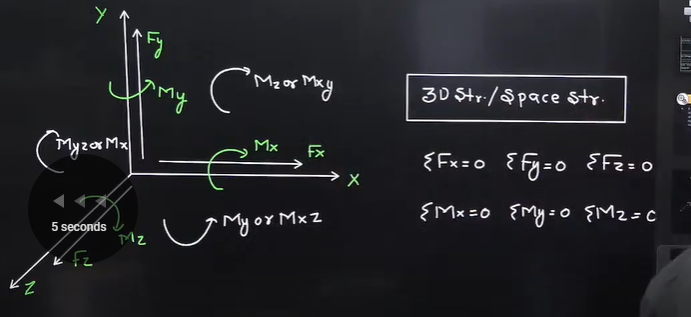 Y
Fy
My
Mz or Mxy
3D Str./Space Str.
Myz or Mx
Mx
Fx
X
ΣFx=0 ΣFy=0 ΣFz=0
5 seconds
My or Mxz
ΣMx=0 ΣMy=0 ΣMz=0
Mz
Fz
Z